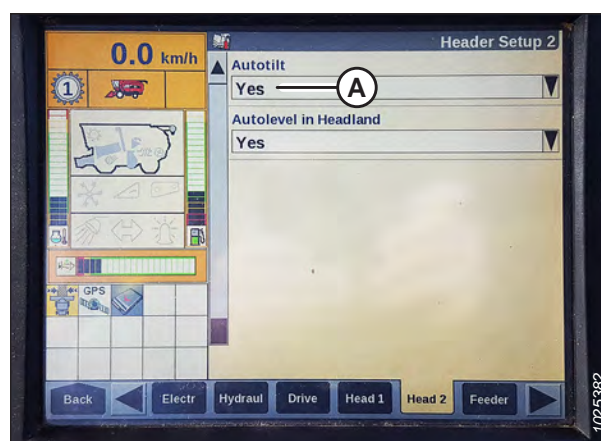 0.0 km/h
Header Setup 2
1
Autotilt
Yes
A
Autolevel in Headland
Yes
GPS
Back
Electr
Hydraul
Drive
Head 1
Head 2
Feeder
1025382